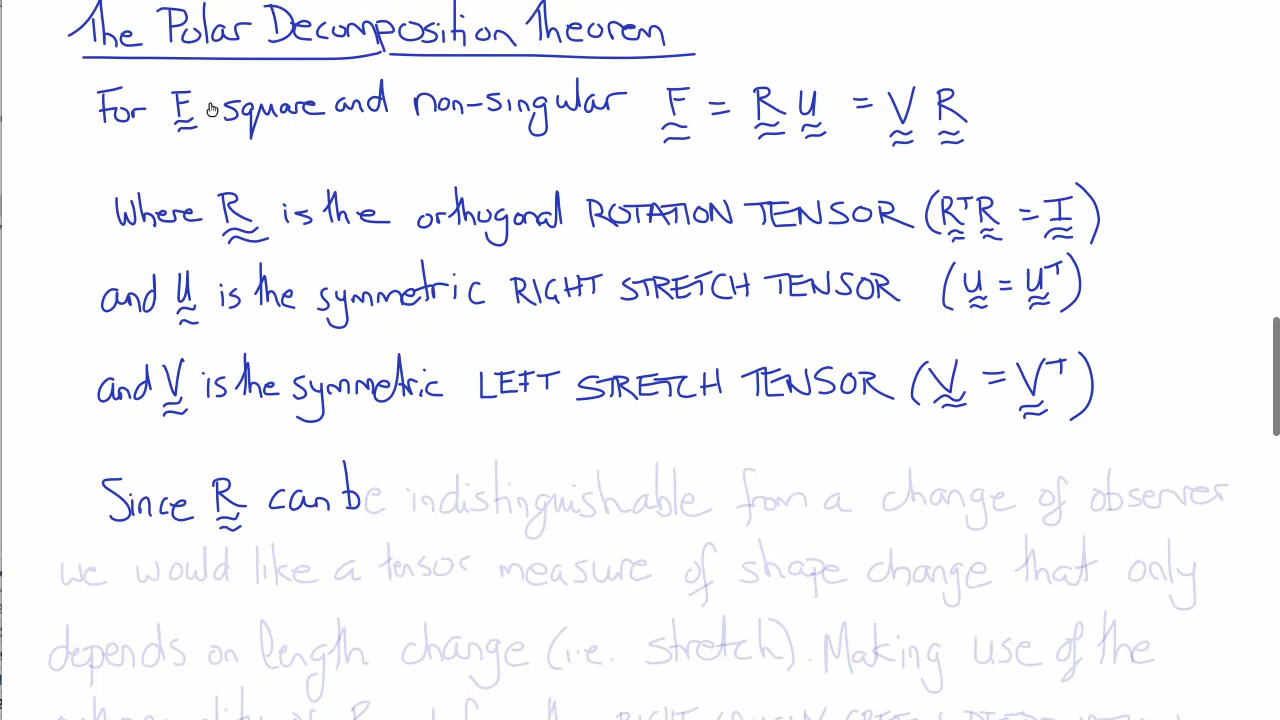 The Polar Decomposition Theorem
For F square and non-singular F = R U = V R
Where R is the orthogonal ROTATION TENSOR (RᵀR = I)
and U is the symmetric RIGHT STRETCH TENSOR (U = Uᵀ)
and V is the symmetric LEFT STRETCH TENSOR (V = Vᵀ)
Since R can be indistinguishable from a change of observer
we would like a tensor measure of shape change that only
depends on length change (i.e. stretch). Making use of the